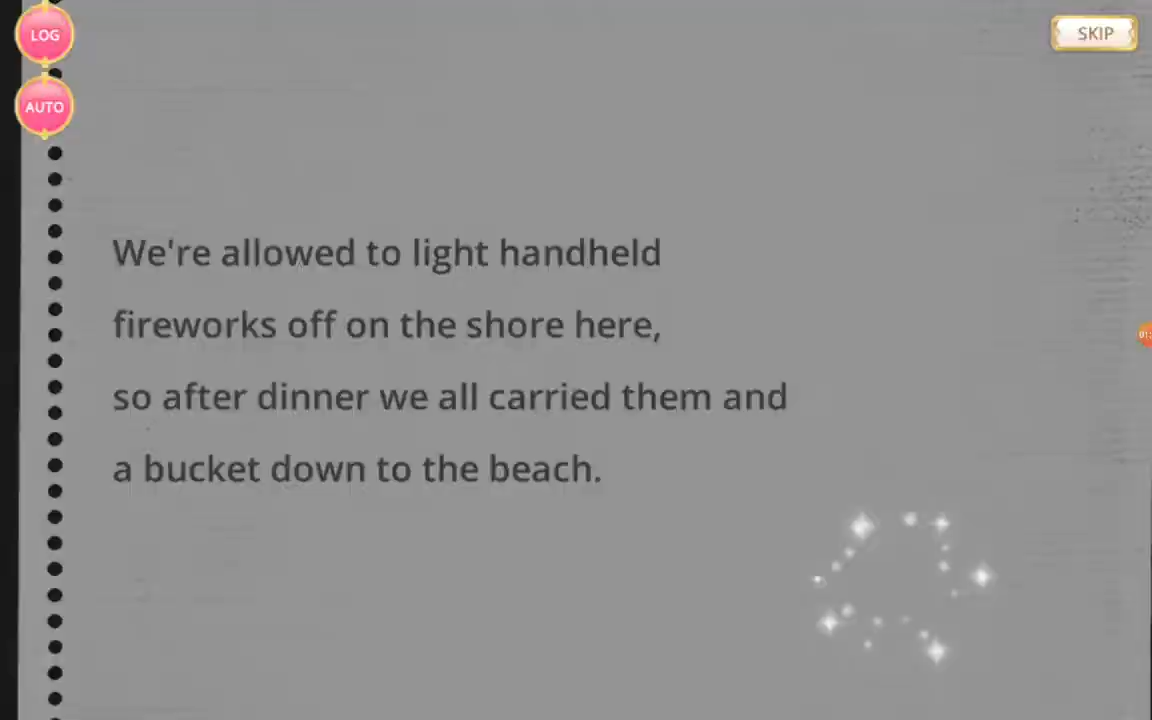 LOG
SKIP
AUTO
We're allowed to light handheld
fireworks off on the shore here,
so after dinner we all carried them and
a bucket down to the beach.